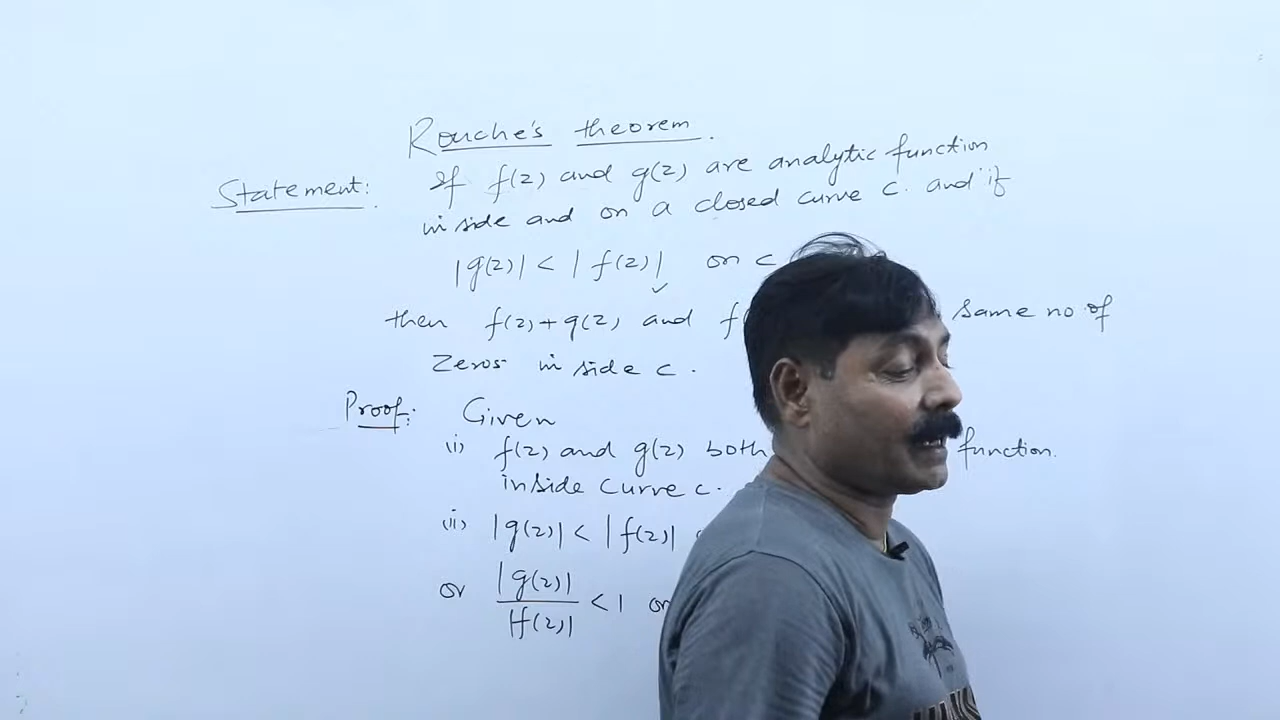 Rouche's theorem.
Statement: If f(z) and g(z) are analytic function
inside and on a closed curve c. and if
|g(z)| < |f(z)| on c
then f(z)+g(z) and same no of
zeros inside c.
Proof: Given
(i) f(z) and g(z) both function.
inside curve c.
(ii) |g(z)| < |f(z)|
or |g(z)| / |f(z)| < 1 on